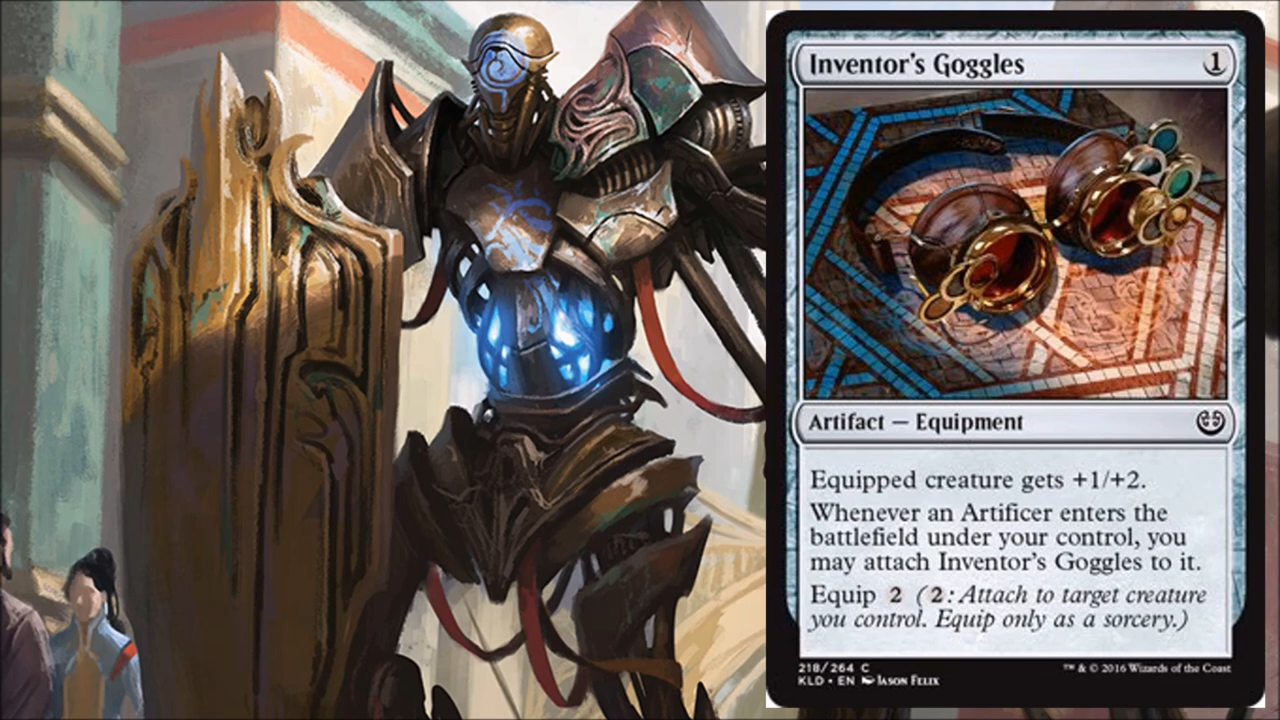 Inventor's Goggles 1
Artifact — Equipment
Equipped creature gets +1/+2.
Whenever an Artificer enters the
battlefield under your control, you
may attach Inventor's Goggles to it.
Equip 2 (2: Attach to target creature
you control. Equip only as a sorcery.)
218/264 C
KLD • EN Jason Felix
™ & © 2016 Wizards of the Coast